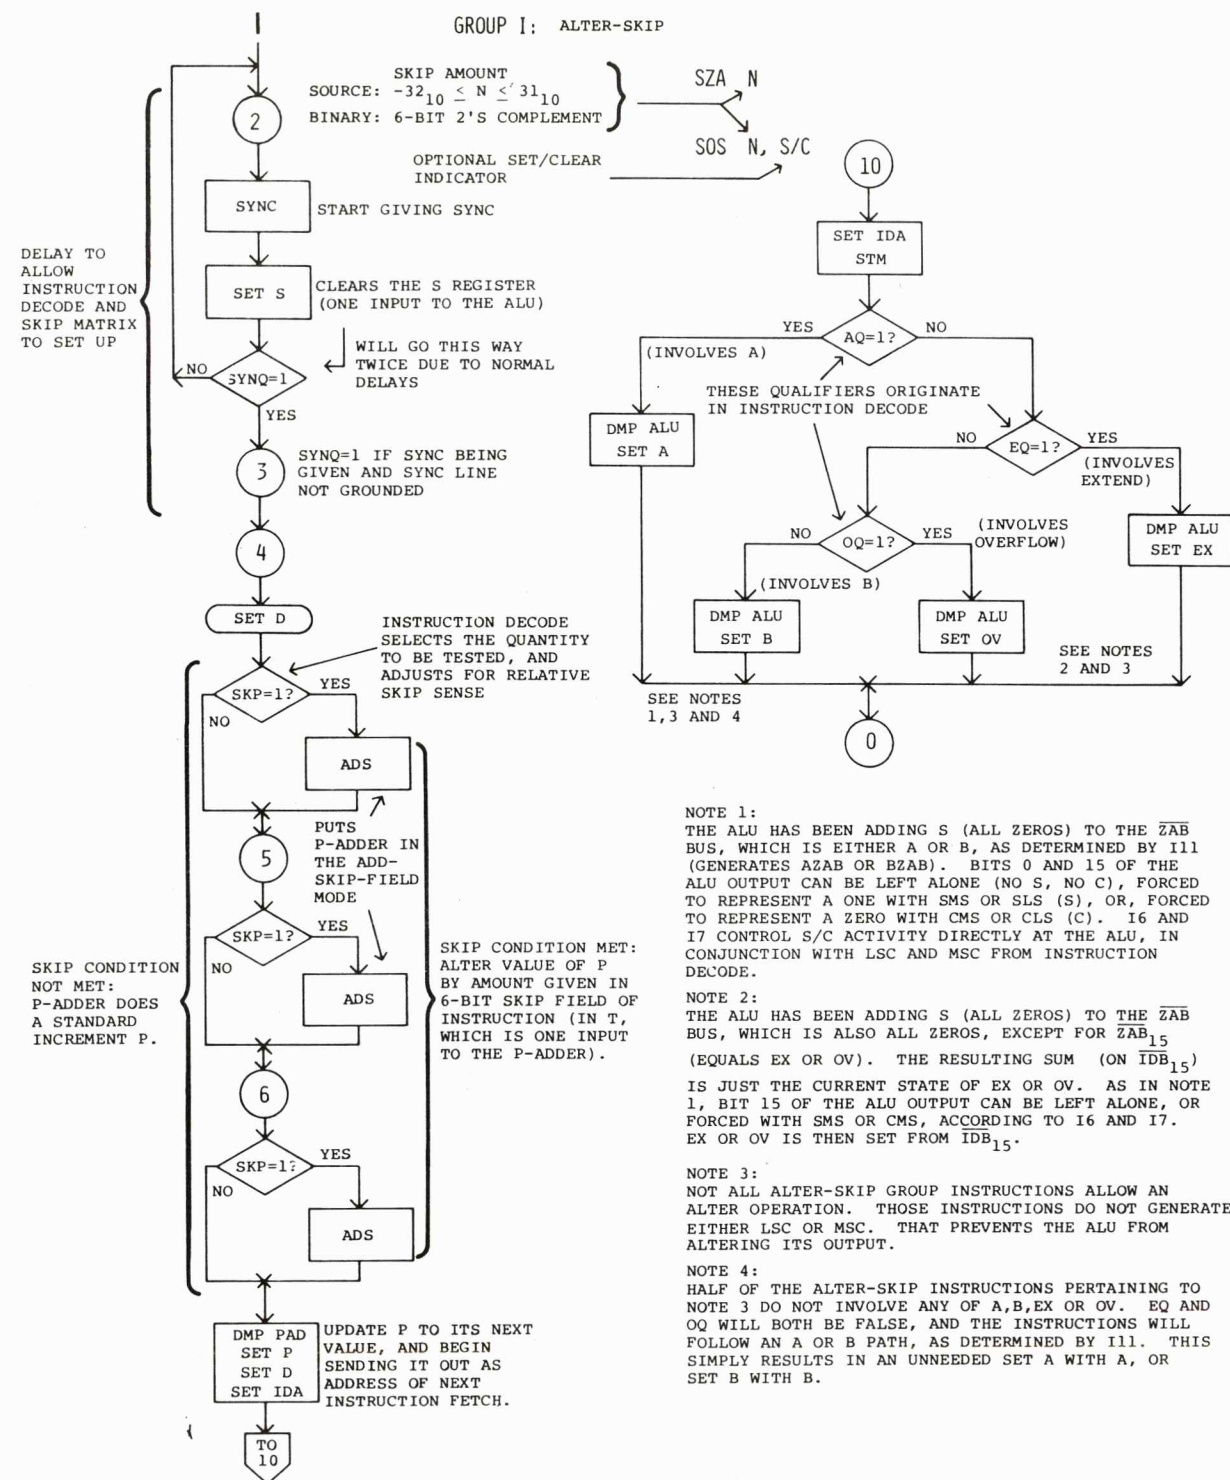 I
GROUP I: ALTER-SKIP
SKIP AMOUNT
SOURCE: -32₁₀ ≤ N ≤ 31₁₀
BINARY: 6-BIT 2'S COMPLEMENT
SZA N
SOS N, S/C
OPTIONAL SET/CLEAR
INDICATOR
2
SYNC
START GIVING SYNC
DELAY TO
ALLOW
INSTRUCTION
DECODE AND
SKIP MATRIX
TO SET UP
SET S
CLEARS THE S REGISTER
(ONE INPUT TO THE ALU)
WILL GO THIS WAY
TWICE DUE TO NORMAL
DELAYS
NO
SYNQ=1
YES
3
SYNQ=1 IF SYNC BEING
GIVEN AND SYNC LINE
NOT GROUNDED
4
SET D
INSTRUCTION DECODE
SELECTS THE QUANTITY
TO BE TESTED, AND
ADJUSTS FOR RELATIVE
SKIP SENSE
SKP=1?
YES
NO
ADS
PUTS
P-ADDER IN
THE ADD-
SKIP-FIELD
MODE
5
SKP=1?
YES
NO
ADS
SKIP CONDITION
NOT MET:
P-ADDER DOES
A STANDARD
INCREMENT P.
SKIP CONDITION MET:
ALTER VALUE OF P
BY AMOUNT GIVEN IN
6-BIT SKIP FIELD OF
INSTRUCTION (IN T,
WHICH IS ONE INPUT
TO THE P-ADDER).
6
SKP=1?
YES
NO
ADS
DMP PAD
SET P
SET D
SET IDA
UPDATE P TO ITS NEXT
VALUE, AND BEGIN
SENDING IT OUT AS
ADDRESS OF NEXT
INSTRUCTION FETCH.
TO
10
10
SET IDA
STM
YES
AQ=1?
NO
(INVOLVES A)
THESE QUALIFIERS ORIGINATE
IN INSTRUCTION DECODE
DMP ALU
SET A
NO
EQ=1?
YES
(INVOLVES
EXTEND)
NO
OQ=1?
YES
(INVOLVES
OVERFLOW)
DMP ALU
SET EX
(INVOLVES B)
DMP ALU
SET B
DMP ALU
SET OV
SEE NOTES
2 AND 3
SEE NOTES
1,3 AND 4
0
NOTE 1:
THE ALU HAS BEEN ADDING S (ALL ZEROS) TO THE Z̅A̅B̅
BUS, WHICH IS EITHER A OR B, AS DETERMINED BY I11
(GENERATES AZAB OR BZAB). BITS 0 AND 15 OF THE
ALU OUTPUT CAN BE LEFT ALONE (NO S, NO C), FORCED
TO REPRESENT A ONE WITH SMS OR SLS (S), OR, FORCED
TO REPRESENT A ZERO WITH CMS OR CLS (C). I6 AND
I7 CONTROL S/C ACTIVITY DIRECTLY AT THE ALU, IN
CONJUNCTION WITH LSC AND MSC FROM INSTRUCTION
DECODE.
NOTE 2:
THE ALU HAS BEEN ADDING S (ALL ZEROS) TO THE Z̅A̅B̅
BUS, WHICH IS ALSO ALL ZEROS, EXCEPT FOR Z̅A̅B̅₁₅
(EQUALS EX OR OV). THE RESULTING SUM (ON I̅D̅B̅₁₅)
IS JUST THE CURRENT STATE OF EX OR OV. AS IN NOTE
1, BIT 15 OF THE ALU OUTPUT CAN BE LEFT ALONE, OR
FORCED WITH SMS OR CMS, ACCORDING TO I6 AND I7.
EX OR OV IS THEN SET FROM I̅D̅B̅₁₅.
NOTE 3:
NOT ALL ALTER-SKIP GROUP INSTRUCTIONS ALLOW AN
ALTER OPERATION. THOSE INSTRUCTIONS DO NOT GENERATE
EITHER LSC OR MSC. THAT PREVENTS THE ALU FROM
ALTERING ITS OUTPUT.
NOTE 4:
HALF OF THE ALTER-SKIP INSTRUCTIONS PERTAINING TO
NOTE 3 DO NOT INVOLVE ANY OF A,B,EX OR OV. EQ AND
OQ WILL BOTH BE FALSE, AND THE INSTRUCTIONS WILL
FOLLOW AN A OR B PATH, AS DETERMINED BY I11. THIS
SIMPLY RESULTS IN AN UNNEEDED SET A WITH A, OR
SET B WITH B.